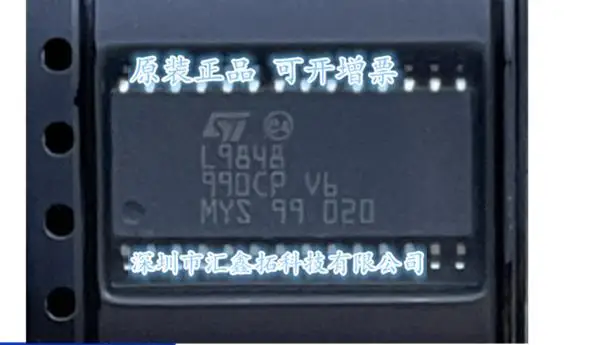 原装正品 可开增票
ST
L9848
990CP V6
MYS 99 020
深圳市汇鑫拓科技有限公司